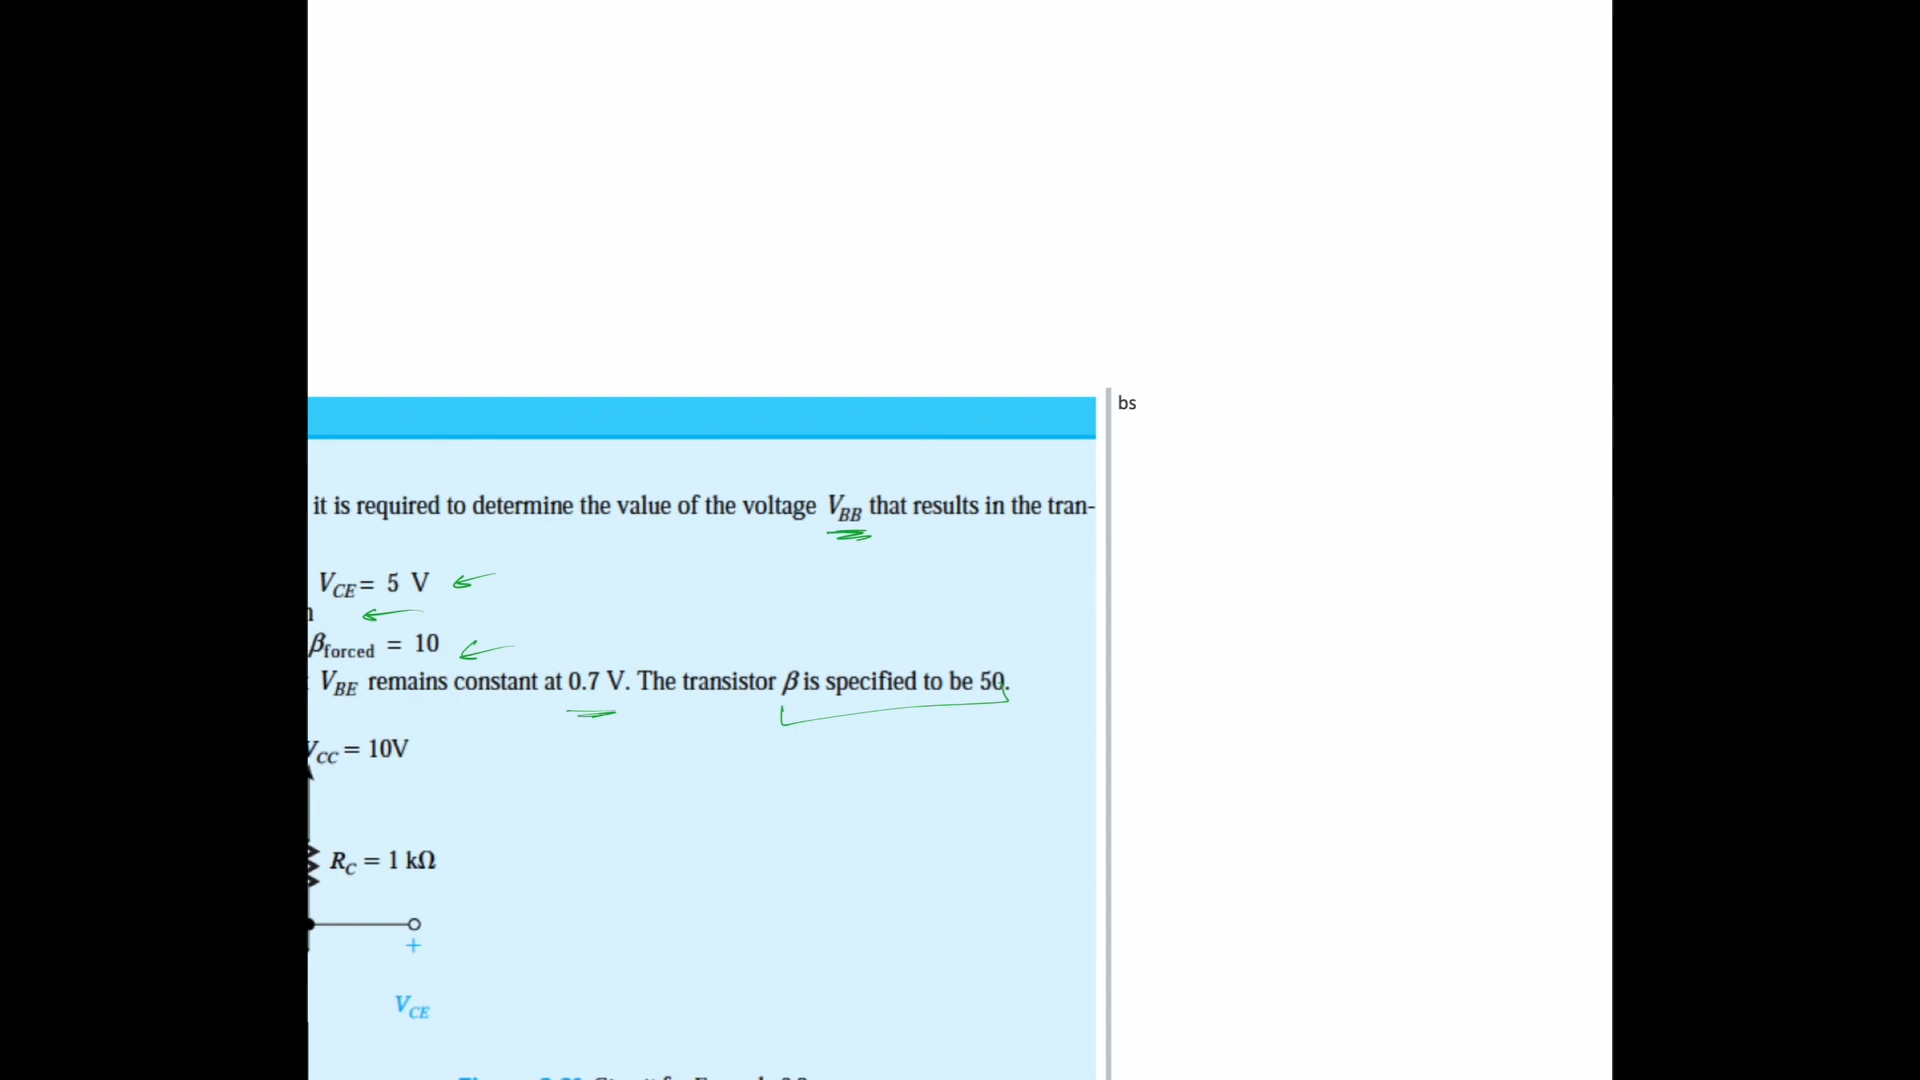 bs
it is required to determine the value of the voltage V_BB that results in the tran-
V_CE = 5 V
β_forced = 10
V_BE remains constant at 0.7 V. The transistor β is specified to be 50.
V_CC = 10V
R_C = 1 kΩ
+
V_CE